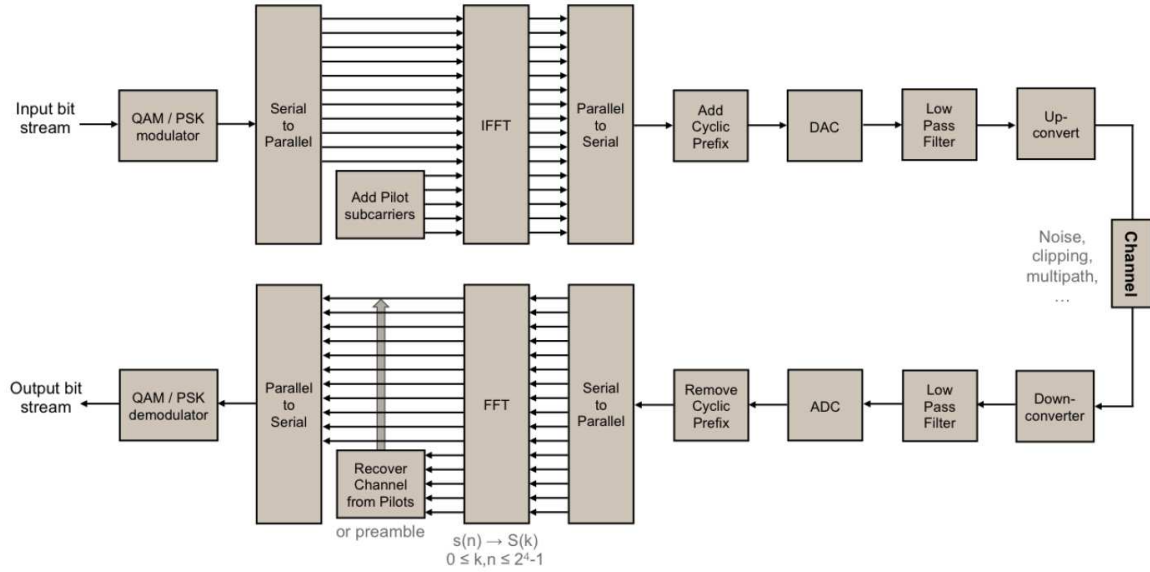 Input bit
stream
QAM / PSK
modulator
Serial
to
Parallel
Add Pilot
subcarriers
IFFT
Parallel
to
Serial
Add
Cyclic
Prefix
DAC
Low
Pass
Filter
Up-
convert
Noise,
clipping,
multipath,
...
Channel
Output bit
stream
QAM / PSK
demodulator
Parallel
to
Serial
Recover
Channel
from Pilots
or preamble
FFT
s(n) → S(k)
0 ≤ k,n ≤ 2⁴-1
Serial
to
Parallel
Remove
Cyclic
Prefix
ADC
Low
Pass
Filter
Down-
converter